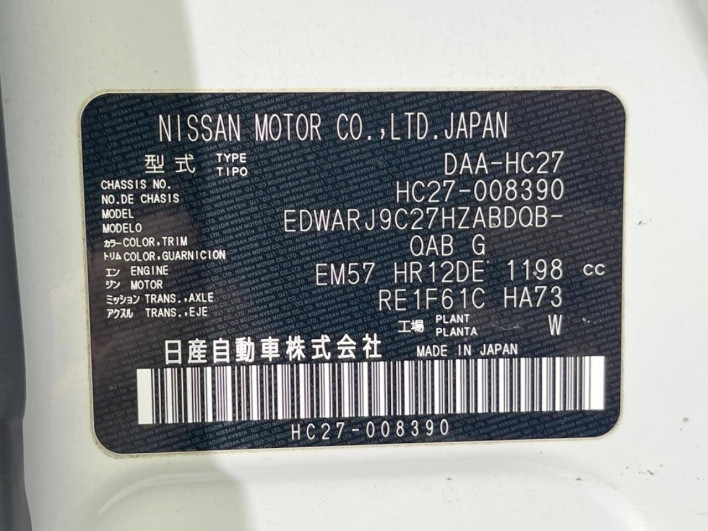 NISSAN MOTOR CO.,LTD.JAPAN
型式 TYPE TIPO DAA-HC27
CHASSIS NO. NO.DE CHASIS HC27-008390
MODEL MODELO EDWARJ9C27HZABDQB-
カラー COLOR,TRIM トリム COLOR,GUARNICION QAB G
エンジン ENGINE MOTOR EM57 HR12DE 1198 CC
ミッション TRANS.,AXLE アクスル TRANS.,EJE RE1F61C HA73
工場 PLANT PLANTA W
日産自動車株式会社 MADE IN JAPAN
HC27-008390